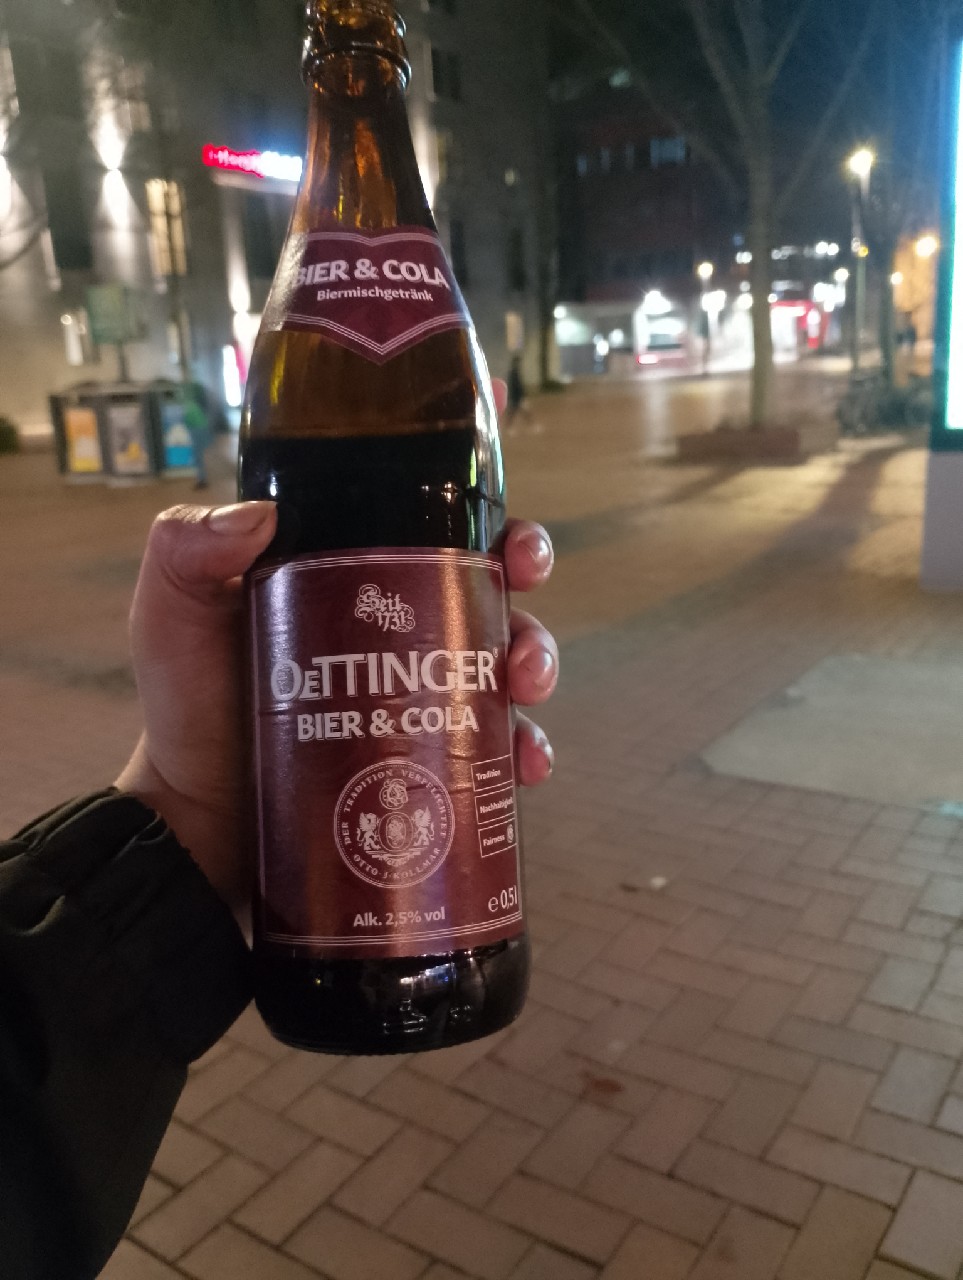 BIER & COLA
Biermischgetränk
Seit
1731
OeTTINGER®
BIER & COLA
DER TRADITION VERPFLICHTET
OTTO·J·KOLLMAR
Tradition
Nachhaltigkeit
Fairness
Alk. 2,5% vol
e 0,5 l